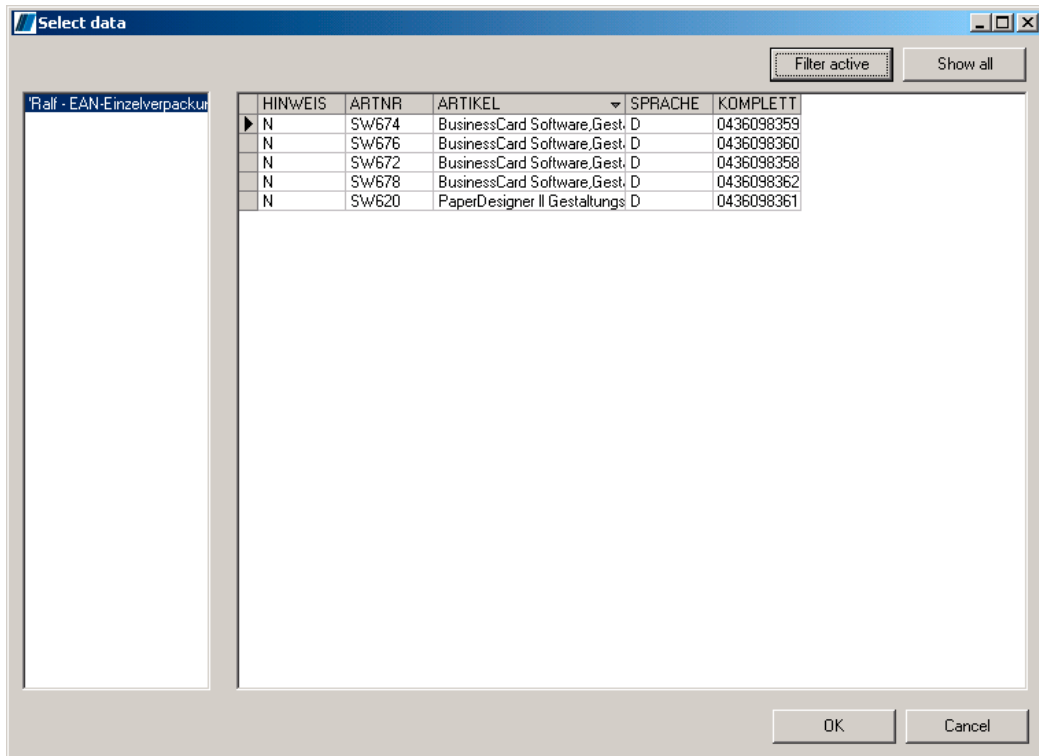 Select data
Filter active Show all
'Ralf - EAN-Einzelverpackur
HINWEIS ARTNR ARTIKEL SPRACHE KOMPLETT
N SW674 BusinessCard Software,Gest D 0436098359
N SW676 BusinessCard Software,Gest D 0436098360
N SW672 BusinessCard Software,Gest D 0436098358
N SW678 BusinessCard Software,Gest D 0436098362
N SW620 PaperDesigner II Gestaltungs D 0436098361
OK Cancel